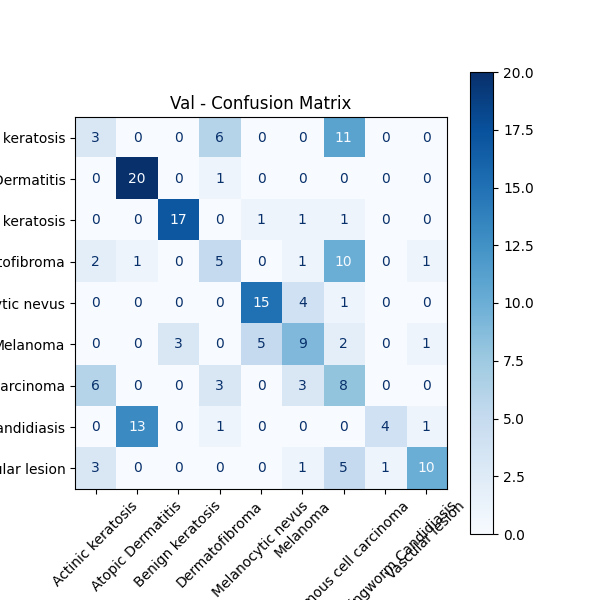 Val - Confusion Matrix
keratosis 3 0 0 6 0 0 11 0 0
Dermatitis 0 20 0 1 0 0 0 0 0
keratosis 0 0 17 0 1 1 1 0 0
tofibroma 2 1 0 5 0 1 10 0 1
tic nevus 0 0 0 0 15 4 1 0 0
Melanoma 0 0 3 0 5 9 2 0 1
arcinoma 6 0 0 3 0 3 8 0 0
andidiasis 0 13 0 1 0 0 0 4 1
lar lesion 3 0 0 0 0 1 5 1 10
Actinic keratosis
Atopic Dermatitis
Benign keratosis
Dermatofibroma
Melanocytic nevus
Melanoma
mous cell carcinoma
ngworm Candidiasis
Vascular lesion
20.0
17.5
15.0
12.5
10.0
7.5
5.0
2.5
0.0